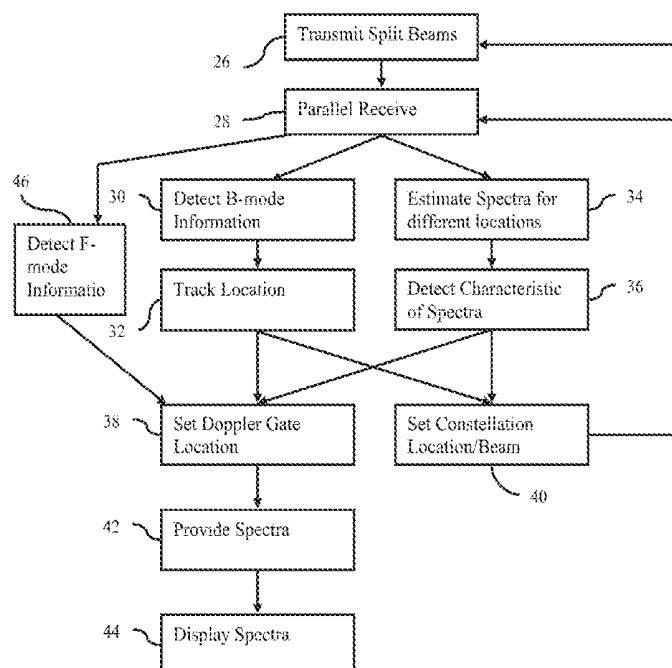 Transmit Split Beams
26
Parallel Receive
28
46
30
Detect B-mode
Information
Estimate Spectra for
different locations
34
Detect F-
mode
Informatio
Track Location
32
Detect Characteristic
of Spectra
36
38
Set Doppler Gate
Location
Set Constellation
Location/Beam
40
42
Provide Spectra
44
Display Spectra